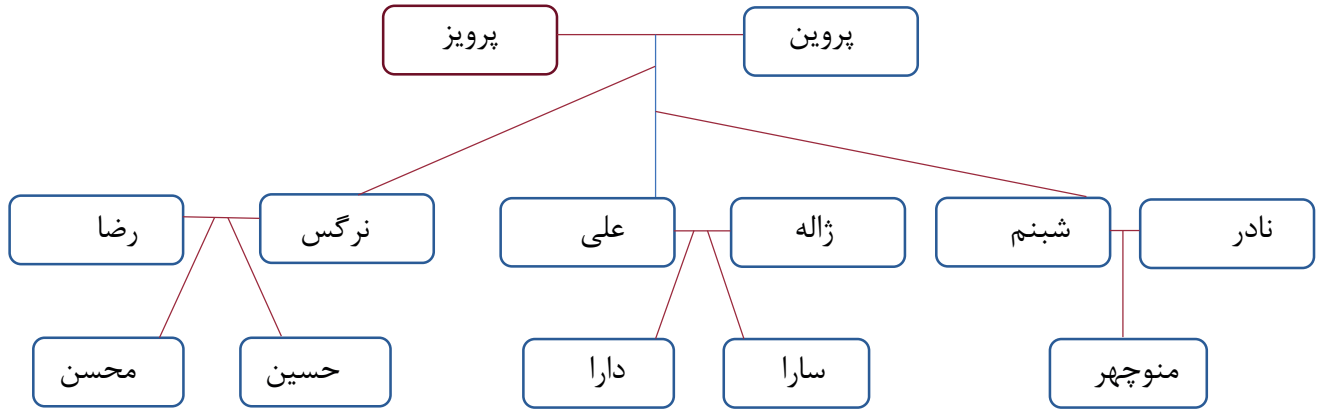 پروین
پرویز
نادر
شبنم
ژاله
علی
نرگس
رضا
منوچهر
سارا
دارا
حسین
محسن